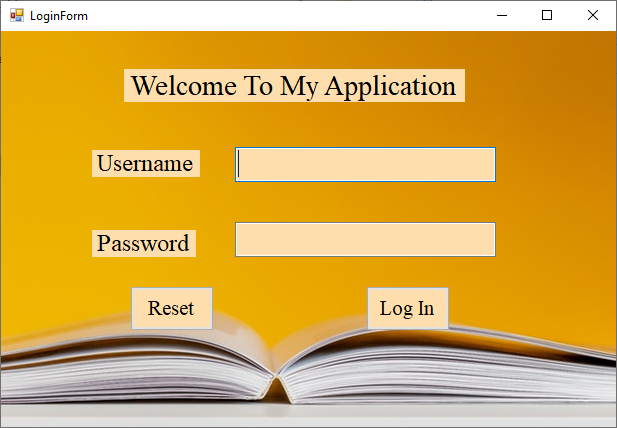 LoginForm
Welcome To My Application
Username
Password
Reset
Log In